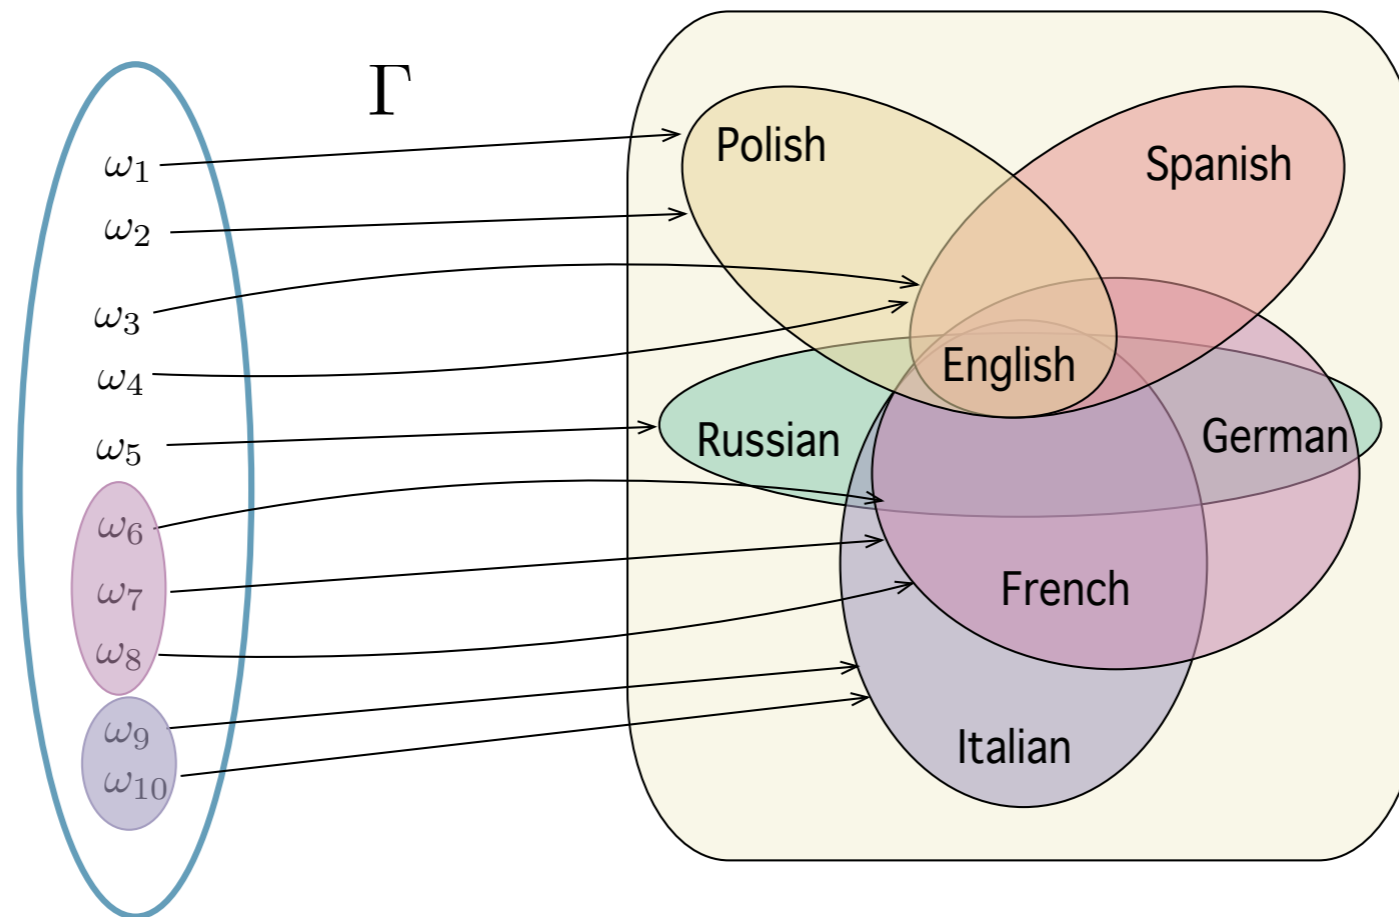 Γ
ω1
ω2
ω3
ω4
ω5
ω6
ω7
ω8
ω9
ω10
Polish
Spanish
English
Russian
German
French
Italian